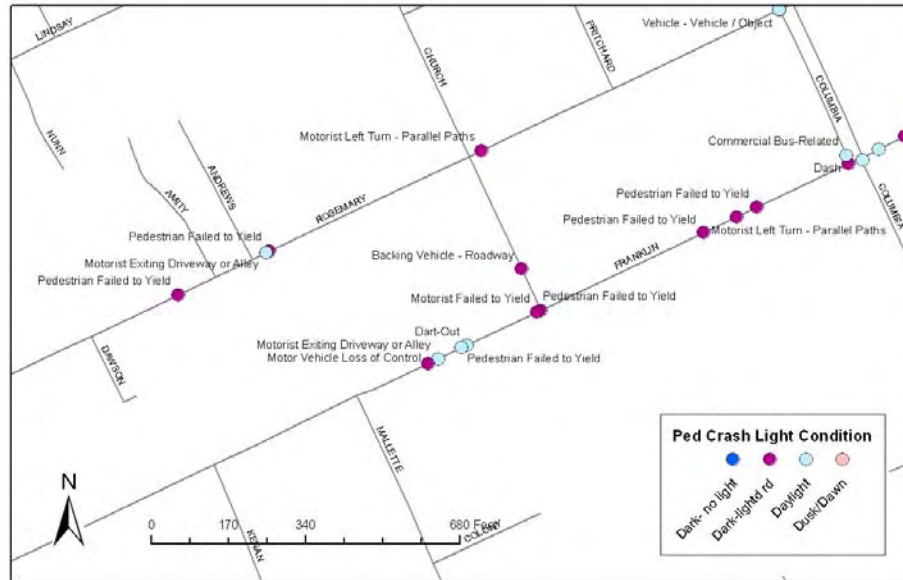 LINDSAY
Vehicle - Vehicle / Object
PRITCHARD
CHURCH
COLUMBIA
NUNN
Motorist Left Turn - Parallel Paths
Commercial Bus-Related
Dash
ANDREWS
AMITY
ROSEMARY
COLUMBIA
Pedestrian Failed to Yield
Pedestrian Failed to Yield
Pedestrian Failed to Yield
Motorist Left Turn - Parallel Paths
FRANKLIN
Motorist Exiting Driveway or Alley
Backing Vehicle - Roadway
Pedestrian Failed to Yield
Motorist Failed to Yield
Pedestrian Failed to Yield
Dart-Out
Motorist Exiting Driveway or Alley
Motor Vehicle Loss of Control
Pedestrian Failed to Yield
DAWSON
MALLETTE
Ped Crash Light Condition
Dark- no light
Dark-lightd rd
Daylight
Dusk/Dawn
N
0 170 340 680 Feet
KENAN
COLONY